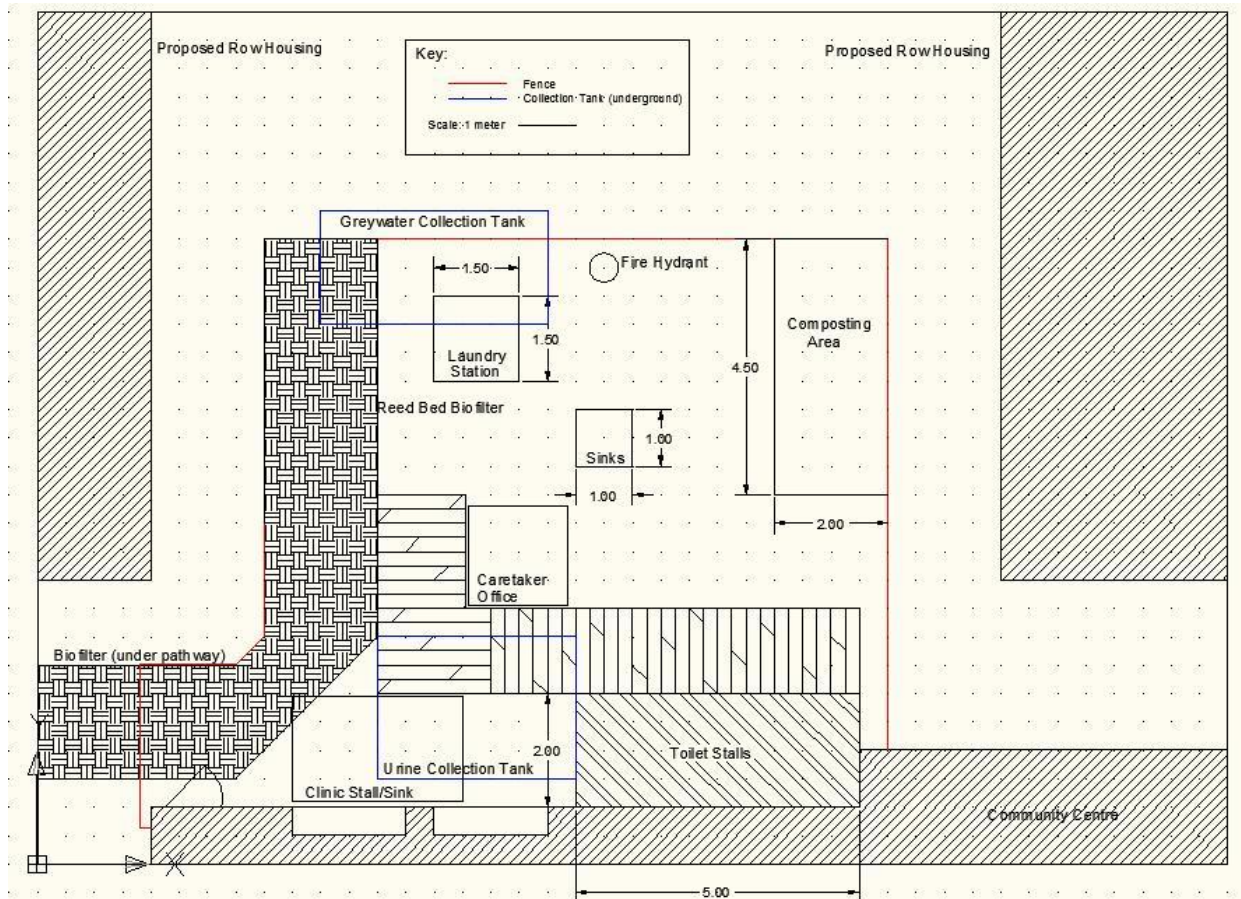 Proposed Row Housing
Proposed Row Housing
Key:
Fence
Collection Tank (underground)
Scale: 1 meter
Greywater Collection Tank
Fire Hydrant
1.50
1.50
Laundry
Station
Composting
Area
4.50
Reed Bed Biofilter
1.00
Sinks
1.00
2.00
Caretaker
Office
Biofilter (under pathway)
Y
2.00
Toilet Stalls
Urine Collection Tank
Clinic Stall/Sink
Community Centre
X
5.00